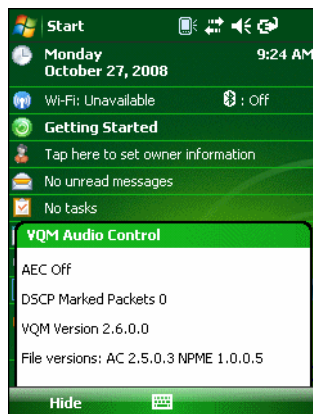 Start
Monday 9:24 AM
October 27, 2008
Wi-Fi: Unavailable : Off
Getting Started
Tap here to set owner information
No unread messages
No tasks
VQM Audio Control
AEC Off
DSCP Marked Packets 0
VQM Version 2.6.0.0
File versions: AC 2.5.0.3 NPME 1.0.0.5
Hide